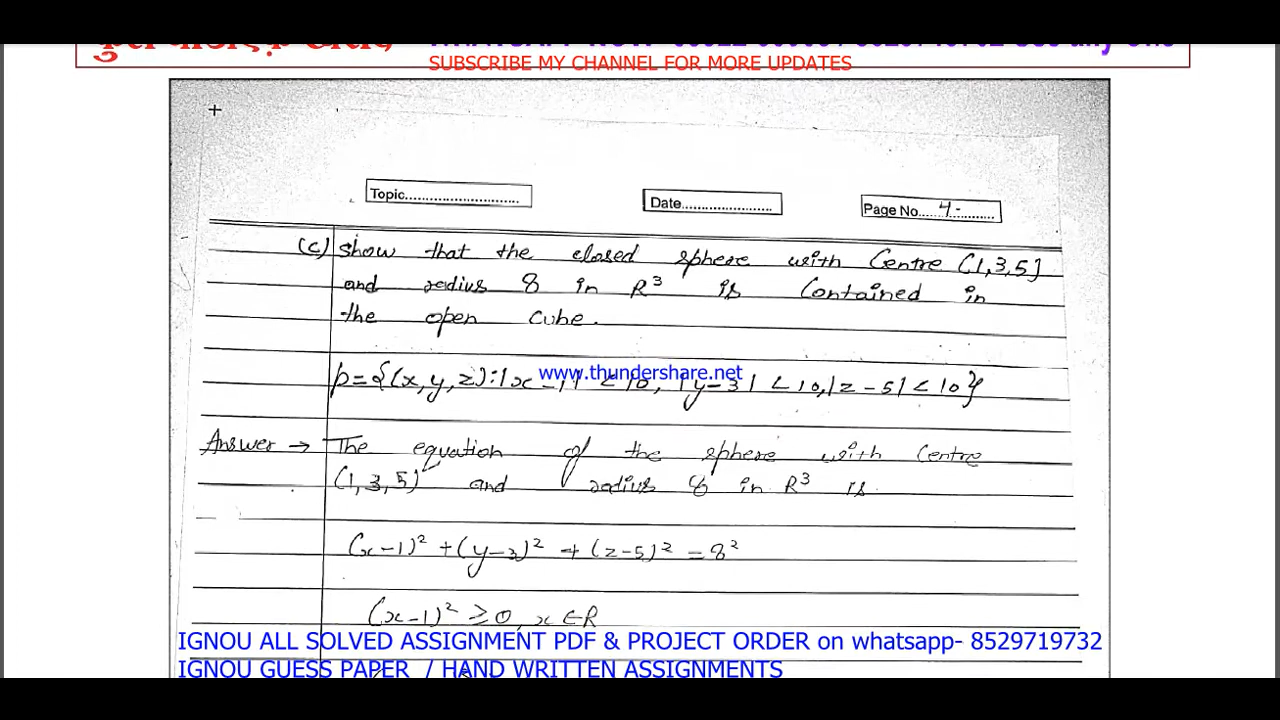 SUBSCRIBE MY CHANNEL FOR MORE UPDATES
Topic
Date
Page No. 4
(c) Show that the closed sphere with Centre (1,3,5)
and radius 8 in R³ is Contained in
the open Cube.
www.thundershare.net
p={(x,y,z):|x-1|<10, |y-3|<10,|z-5|<10}
Answer → The equation of the sphere with Centre
(1,3,5) and radius 8 in R³ is
(x-1)²+(y-3)²+(z-5)²=8²
(x-1)²≥0, x∈R
IGNOU ALL SOLVED ASSIGNMENT PDF & PROJECT ORDER on whatsapp- 8529719732
IGNOU GUESS PAPER / HAND WRITTEN ASSIGNMENTS